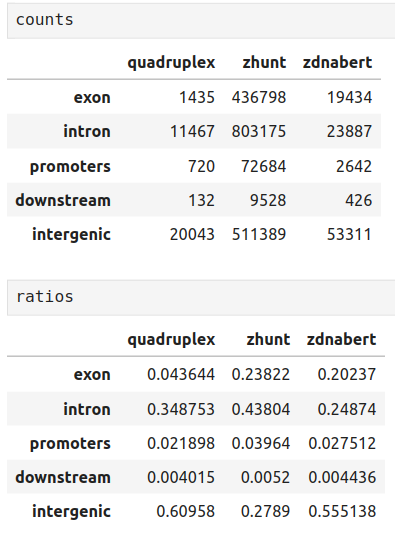 counts
quadruplex zhunt zdnabert
exon 1435 436798 19434
intron 11467 803175 23887
promoters 720 72684 2642
downstream 132 9528 426
intergenic 20043 511389 53311
ratios
quadruplex zhunt zdnabert
exon 0.043644 0.23822 0.20237
intron 0.348753 0.43804 0.24874
promoters 0.021898 0.03964 0.027512
downstream 0.004015 0.0052 0.004436
intergenic 0.60958 0.2789 0.555138